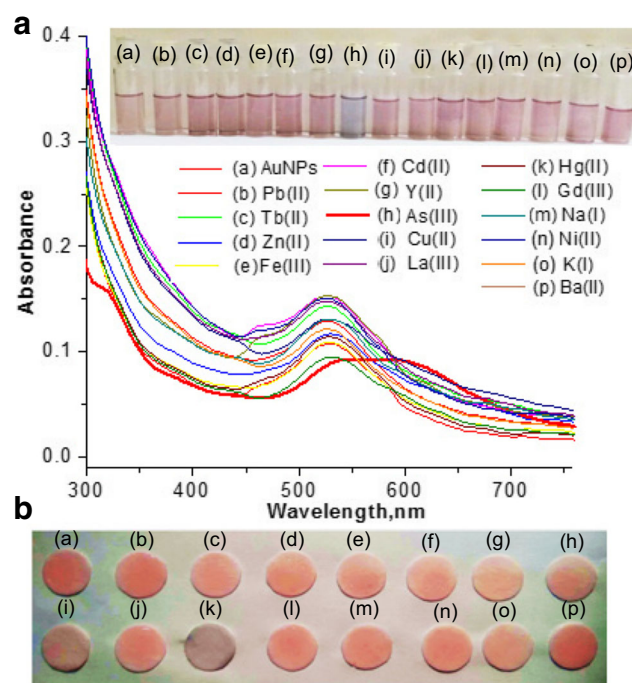 a
0.4
0.3
0.2
0.1
0.0
Absorbance
(a) (b) (c) (d) (e) (f) (g) (h) (i) (j) (k) (l) (m) (n) (o) (p)
(a) AuNPs
(b) Pb(II)
(c) Tb(II)
(d) Zn(II)
(e) Fe(III)
(f) Cd(II)
(g) Y(II)
(h) As(III)
(i) Cu(II)
(j) La(III)
(k) Hg(II)
(l) Gd(III)
(m) Na(I)
(n) Ni(II)
(o) K(I)
(p) Ba(II)
300 400 500 600 700
Wavelength,nm
b
(a) (b) (c) (d) (e) (f) (g) (h)
(i) (j) (k) (l) (m) (n) (o) (p)